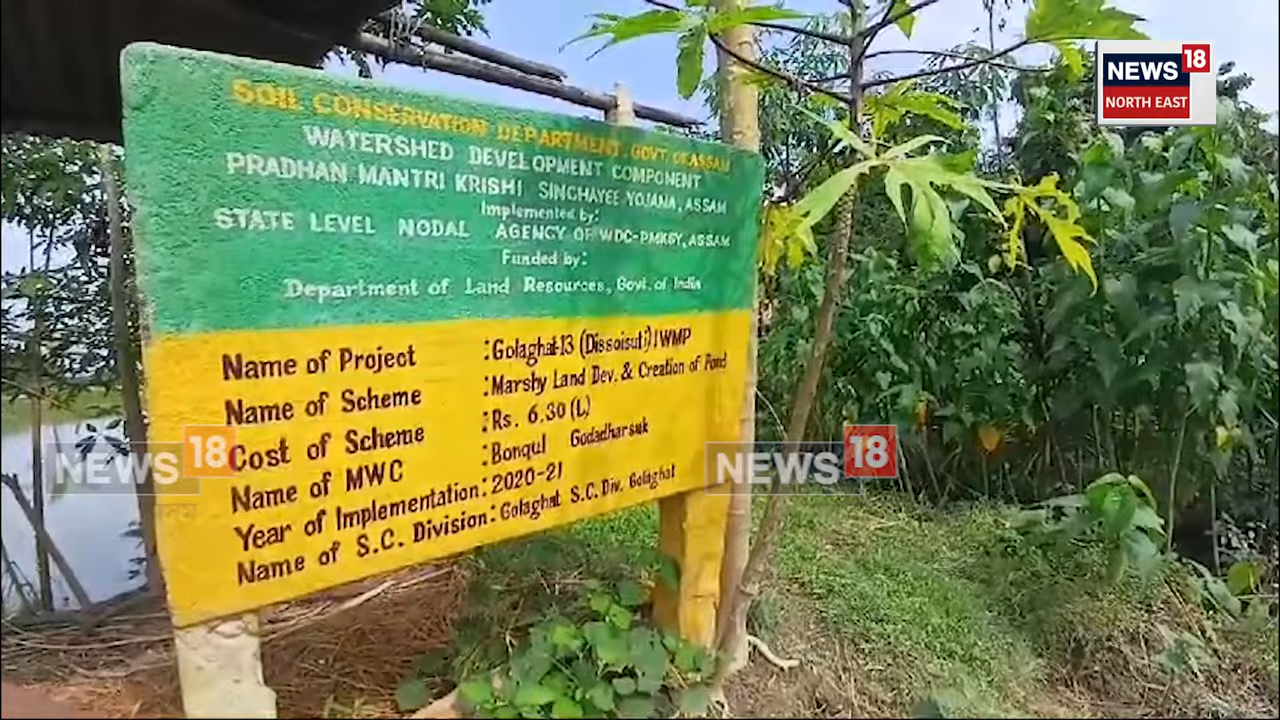 SOIL CONSERVATION DEPARTMENT GOVT. OF ASSAM
WATERSHED DEVELOPMENT COMPONENT
PRADHAN MANTRI KRISHI SINCHAYEE YOJANA, ASSAM
Implemented by:
STATE LEVEL NODAL AGENCY OF WDC-PMKSY, ASSAM
Funded by:
Department of Land Resources, Govt. of India
Name of Project : Golaghat-13 (Dissoisuti) IWMP
Name of Scheme : Marshy Land Dev. & Creation of Pond
Cost of Scheme : Rs. 6.30 (L)
Name of MWC : Bongul Godadharsuk
Year of Implementation: 2020-21
Name of S.C. Division: Golaghat S.C. Div. Golaghat
NEWS 18
NORTH EAST
NEWS 18
NEWS 18